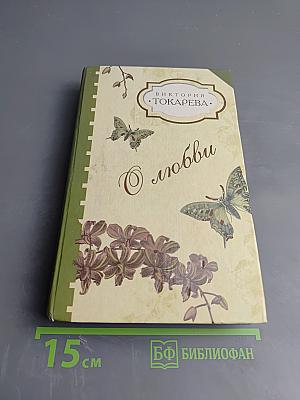 ВИКТОРИЯ
• ТОКАРЕВА •
О любви
15 см
БФ БИБЛИОФАН